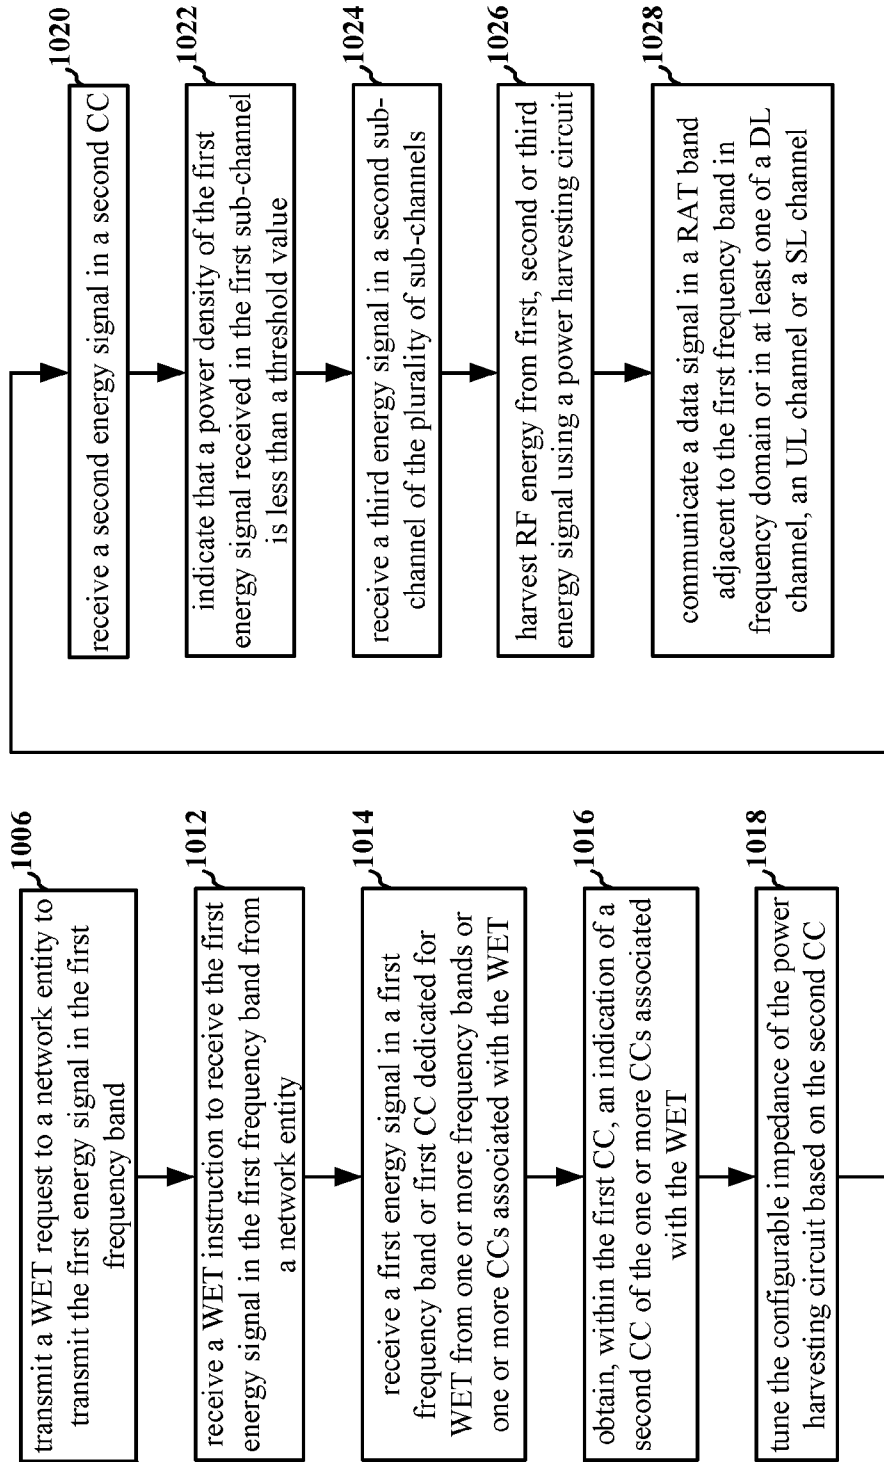 1006
transmit a WET request to a network entity to
transmit the first energy signal in the first
frequency band
1012
receive a WET instruction to receive the first
energy signal in the first frequency band from
a network entity
1014
receive a first energy signal in a first
frequency band or first CC dedicated for
WET from one or more frequency bands or
one or more CCs associated with the WET
1016
obtain, within the first CC, an indication of a
second CC of the one or more CCs associated
with the WET
1018
tune the configurable impedance of the power
harvesting circuit based on the second CC
1020
receive a second energy signal in a second CC
1022
indicate that a power density of the first
energy signal received in the first sub-channel
is less than a threshold value
1024
receive a third energy signal in a second sub-
channel of the plurality of sub-channels
1026
harvest RF energy from first, second or third
energy signal using a power harvesting circuit
1028
communicate a data signal in a RAT band
adjacent to the first frequency band in
frequency domain or in at least one of a DL
channel, an UL channel or a SL channel